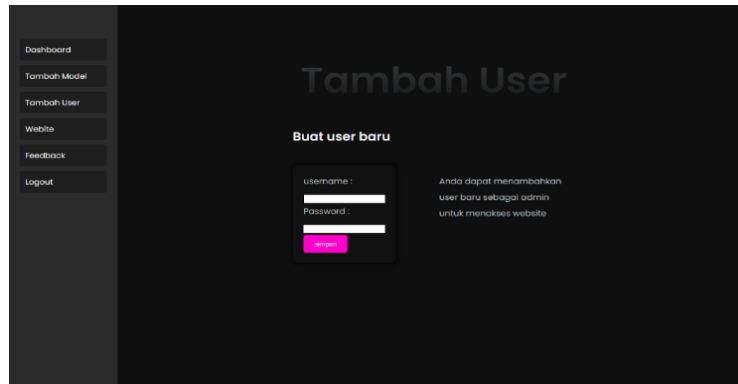 Dashboard
Tambah Model
Tambah User
Webite
Feedback
Logout
Tambah User
Buat user baru
username :
Password :
simpan
Anda dapat menambahkan
user baru sebagai admin
untuk menakses website